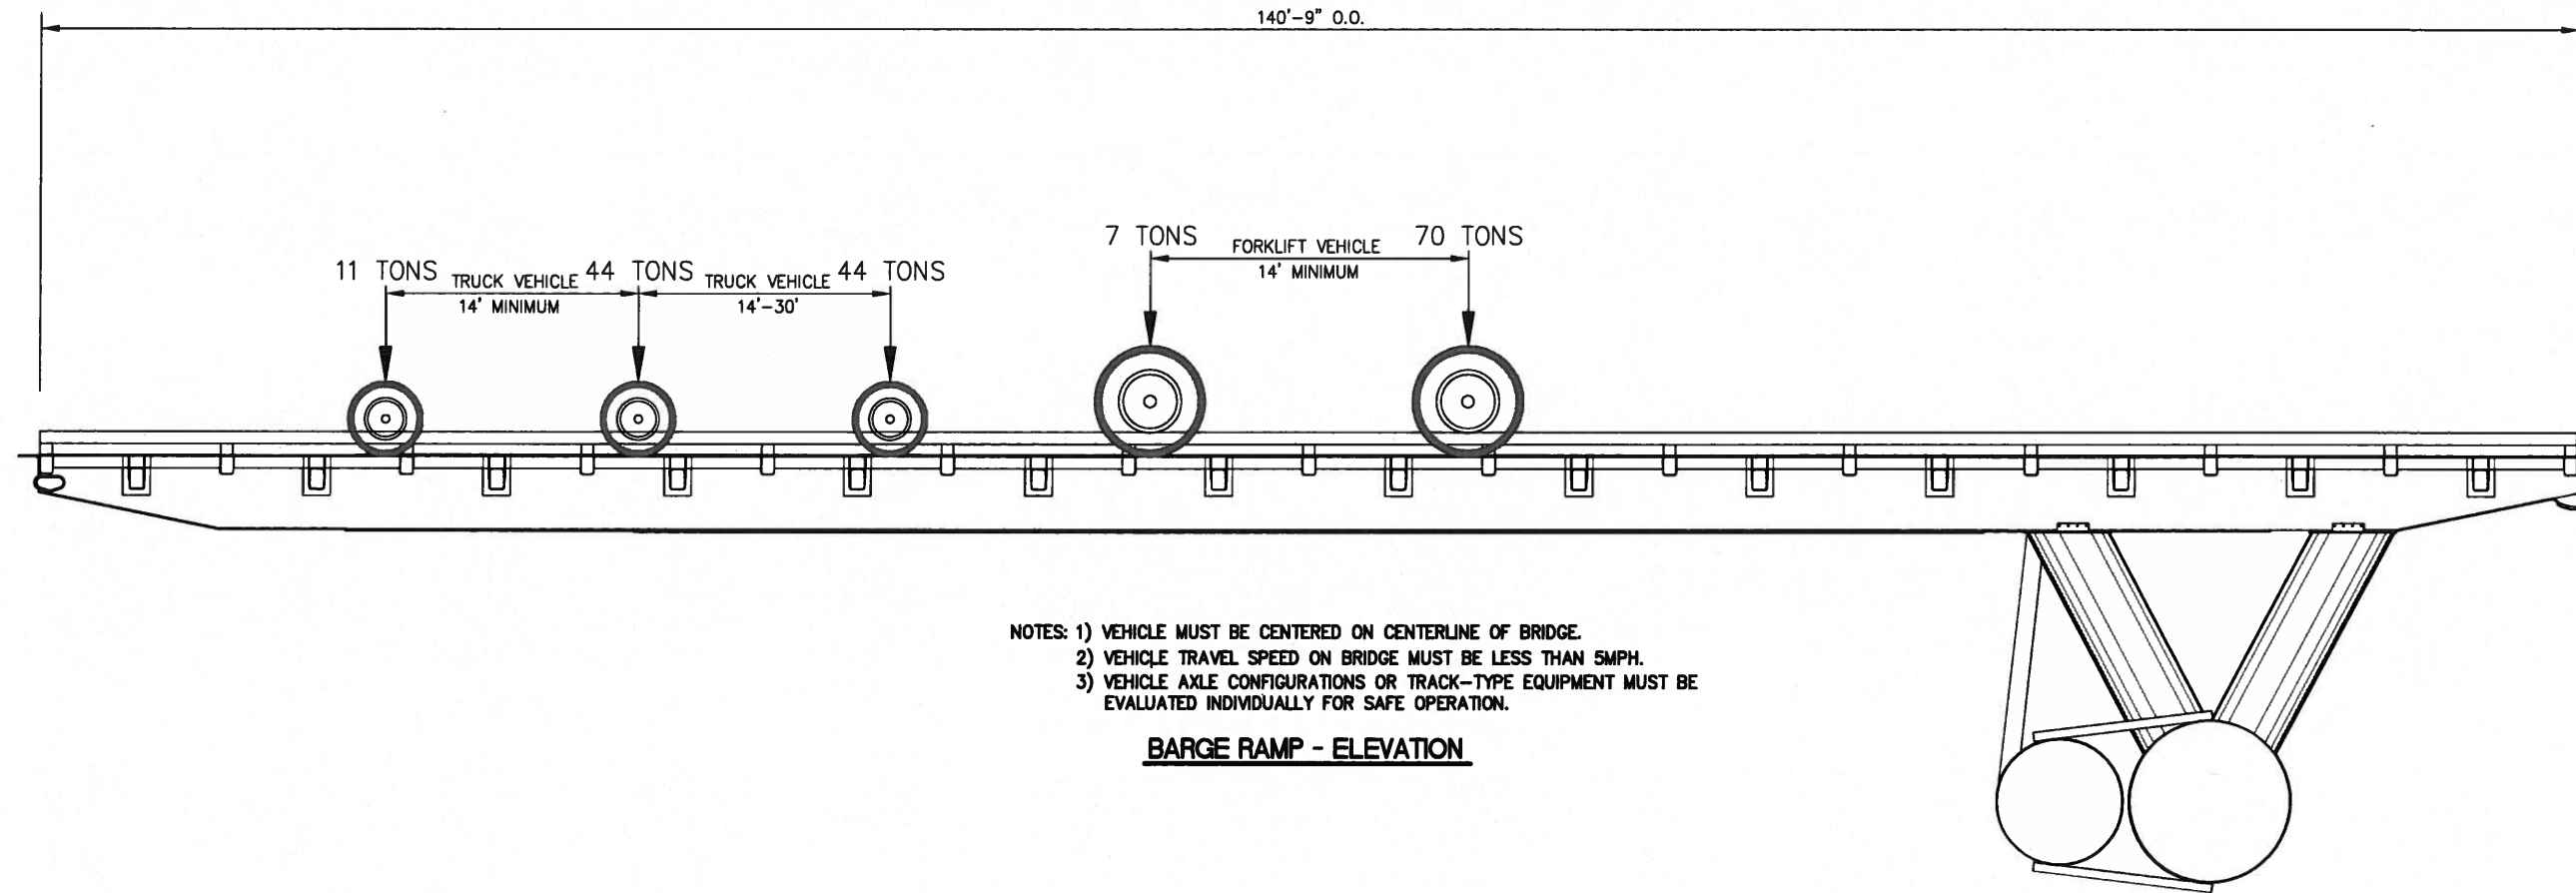 140'-9" O.O.
7 TONS FORKLIFT VEHICLE 70 TONS
14' MINIMUM
11 TONS TRUCK VEHICLE 44 TONS TRUCK VEHICLE 44 TONS
14' MINIMUM 14'-30'
NOTES: 1) VEHICLE MUST BE CENTERED ON CENTERLINE OF BRIDGE.
2) VEHICLE TRAVEL SPEED ON BRIDGE MUST BE LESS THAN 5MPH.
3) VEHICLE AXLE CONFIGURATIONS OR TRACK-TYPE EQUIPMENT MUST BE
EVALUATED INDIVIDUALLY FOR SAFE OPERATION.
BARGE RAMP - ELEVATION